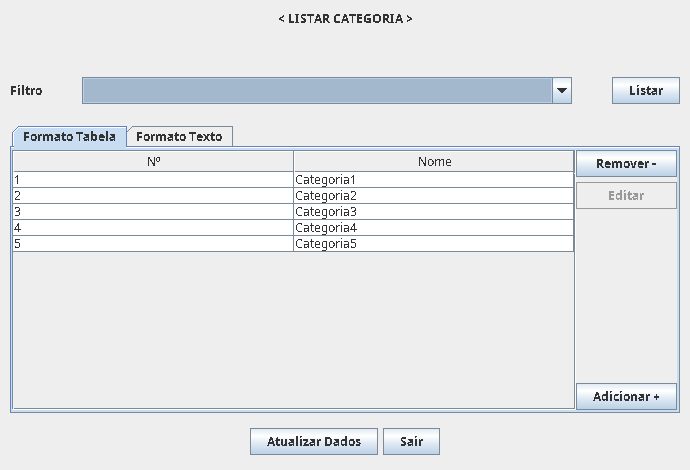 < LISTAR CATEGORIA >
Filtro
Listar
Formato Tabela Formato Texto
Nº Nome
Remover -
1 Categoria1
2 Categoria2
Editar
3 Categoria3
4 Categoria4
5 Categoria5
Adicionar +
Atualizar Dados Sair